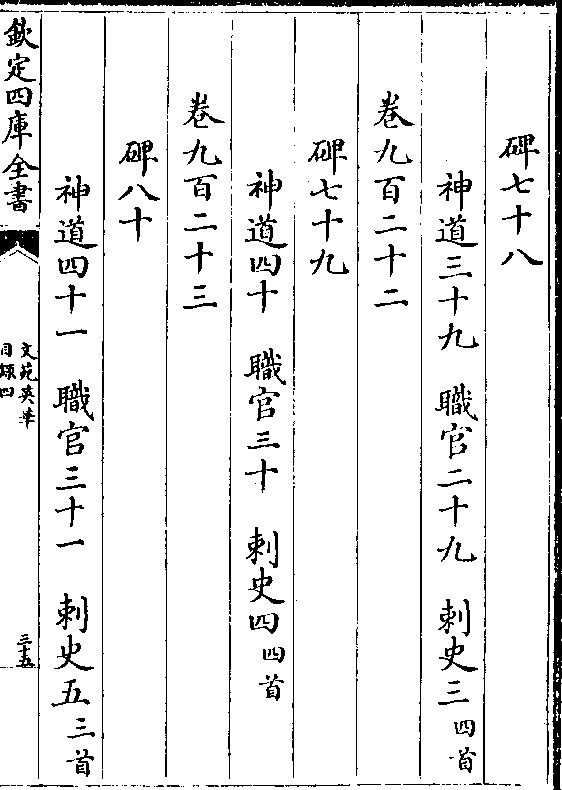 碑七十八
神道三十九　職官二十九　刺史三四首
卷九百二十二
碑七十九
神道四十　職官三十　刺史四四首
卷九百二十三
碑八十
神道四十一　職官三十一　刺史五三首
欽定四庫全書
文苑英華
目録四
三十五